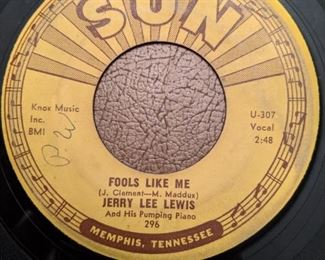 SUN
Knox Music
Inc.
BMI
U-307
Vocal
2:48
P.W
FOOLS LIKE ME
(J. Clement—M. Maddux)
JERRY LEE LEWIS
And His Pumping Piano
296
MEMPHIS, TENNESSEE